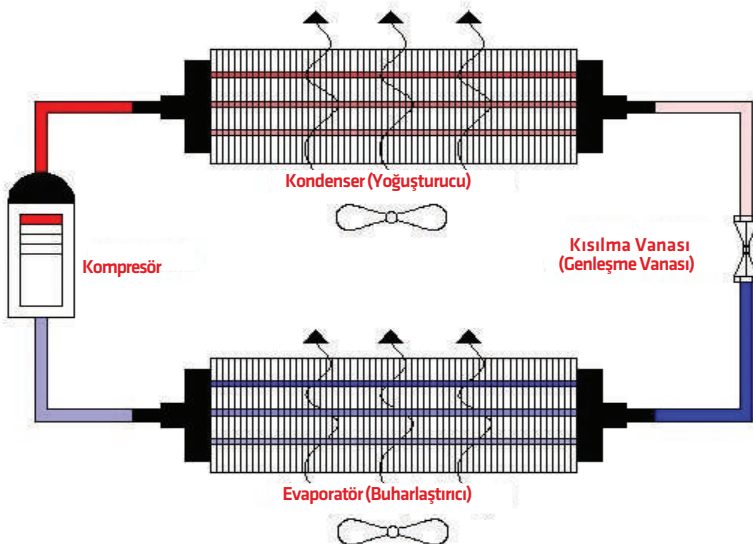 Kondenser (Yoğuşturucu)
Kompresör
Kısılma Vanası
(Genleşme Vanası)
Evaporatör (Buharlaştırıcı)